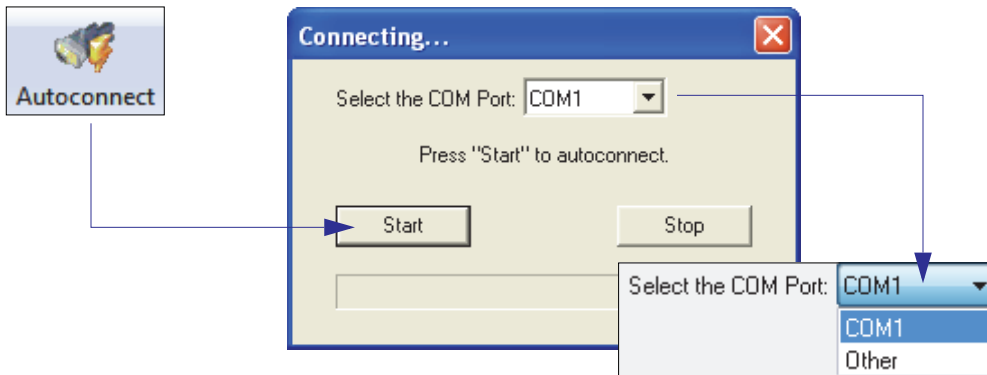 Autoconnect
Connecting...
Select the COM Port: COM1
Press "Start" to autoconnect.
Start Stop
Select the COM Port: COM1
COM1
Other